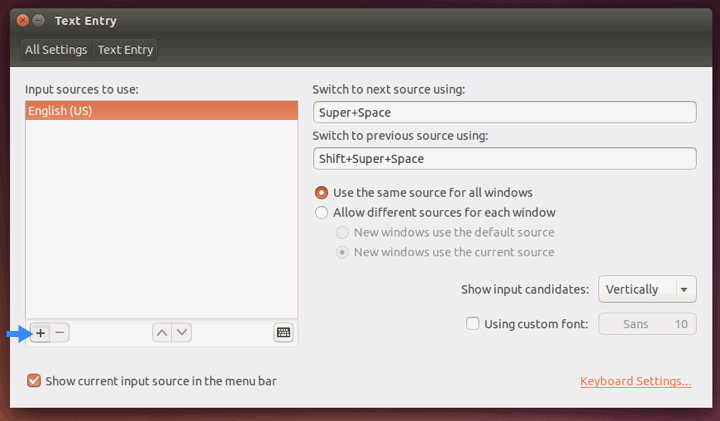 Text Entry
All Settings Text Entry
Input sources to use:
English (US)
Switch to next source using:
Super+Space
Switch to previous source using:
Shift+Super+Space
Use the same source for all windows
Allow different sources for each window
New windows use the default source
New windows use the current source
Show input candidates: Vertically
Using custom font: Sans 10
Show current input source in the menu bar
Keyboard Settings...